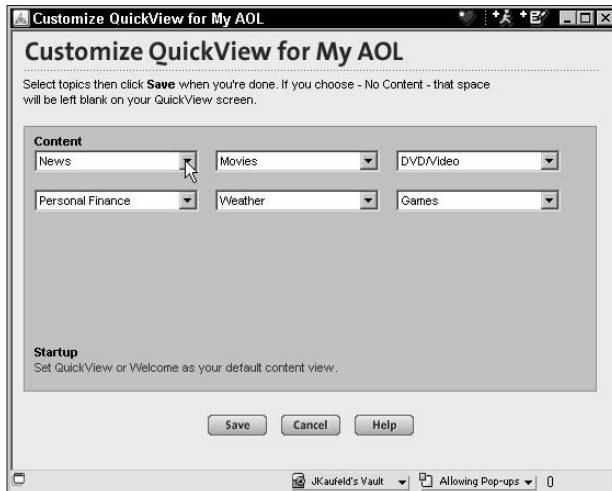 Customize QuickView for My AOL
Customize QuickView for My AOL
Select topics then click Save when you're done. If you choose - No Content - that space
will be left blank on your QuickView screen.
Content
News Movies DVD/Video
Personal Finance Weather Games
Startup
Set QuickView or Welcome as your default content view.
Save Cancel Help
JKaufeld's Vault Allowing Pop-ups 0